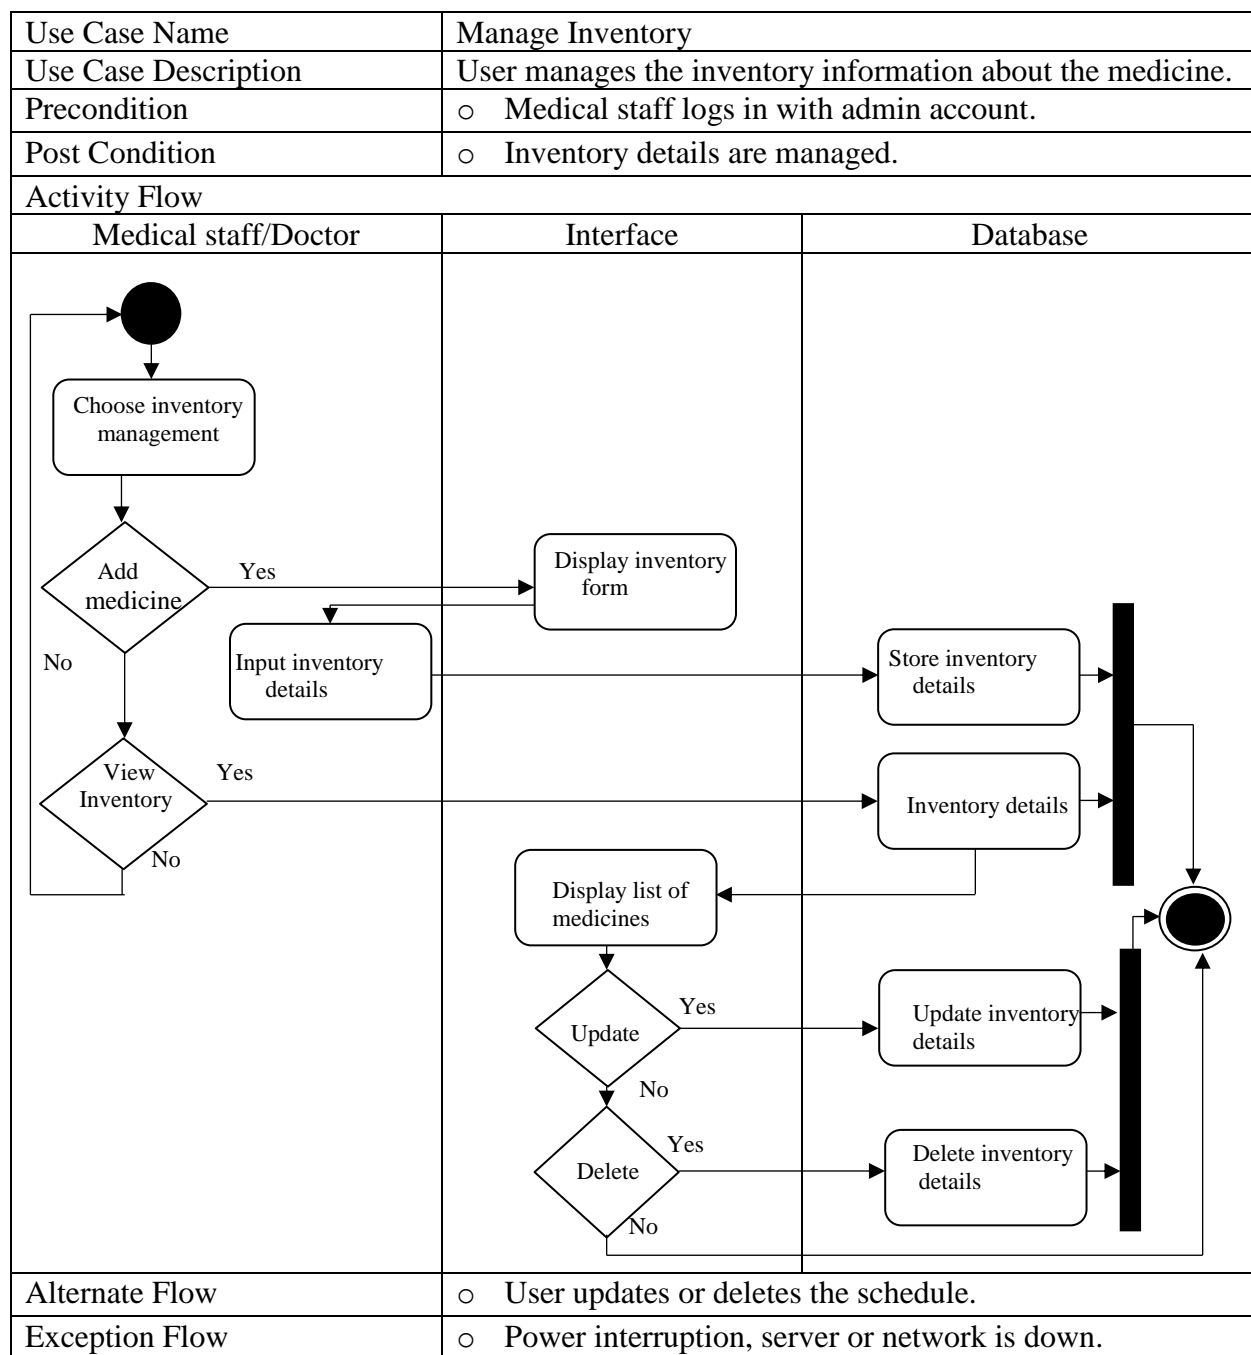 Use Case Name
Manage Inventory
Use Case Description
User manages the inventory information about the medicine.
Precondition
o Medical staff logs in with admin account.
Post Condition
o Inventory details are managed.
Activity Flow
Medical staff/Doctor
Interface
Database
Choose inventory
management
Add
medicine
Yes
Display inventory
form
No
Input inventory
details
Store inventory
details
View
Inventory
Yes
Inventory details
No
Display list of
medicines
Update
Yes
Update inventory
details
No
Delete
Yes
Delete inventory
details
No
Alternate Flow
o User updates or deletes the schedule.
Exception Flow
o Power interruption, server or network is down.